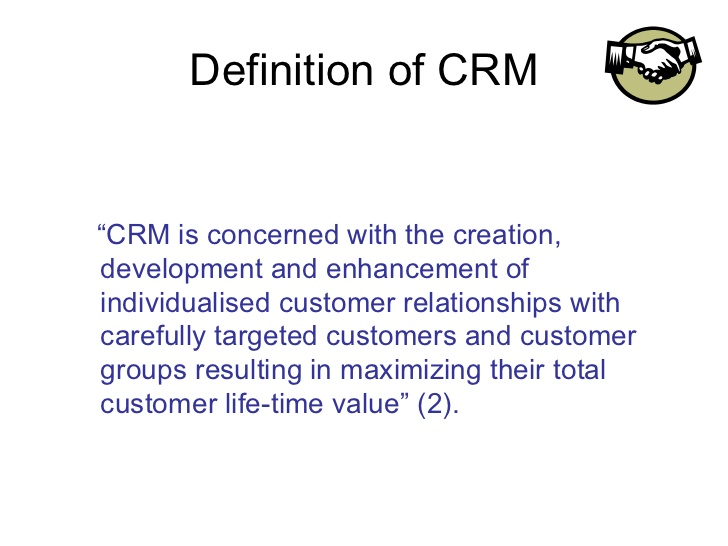 Definition of CRM
“CRM is concerned with the creation,
development and enhancement of
individualised customer relationships with
carefully targeted customers and customer
groups resulting in maximizing their total
customer life-time value” (2).